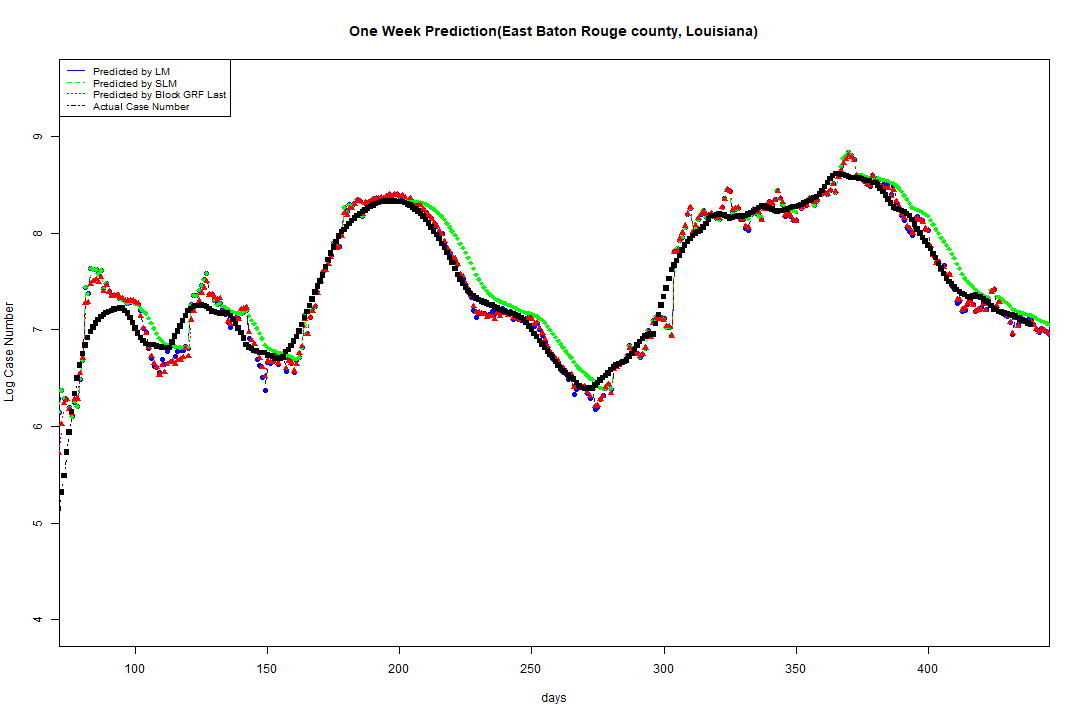 One Week Prediction(East Baton Rouge county, Louisiana)
Predicted by LM
Predicted by SLM
Predicted by Block GRF Last
Actual Case Number
Log Case Number
9
8
7
6
5
4
100 150 200 250 300 350 400
days